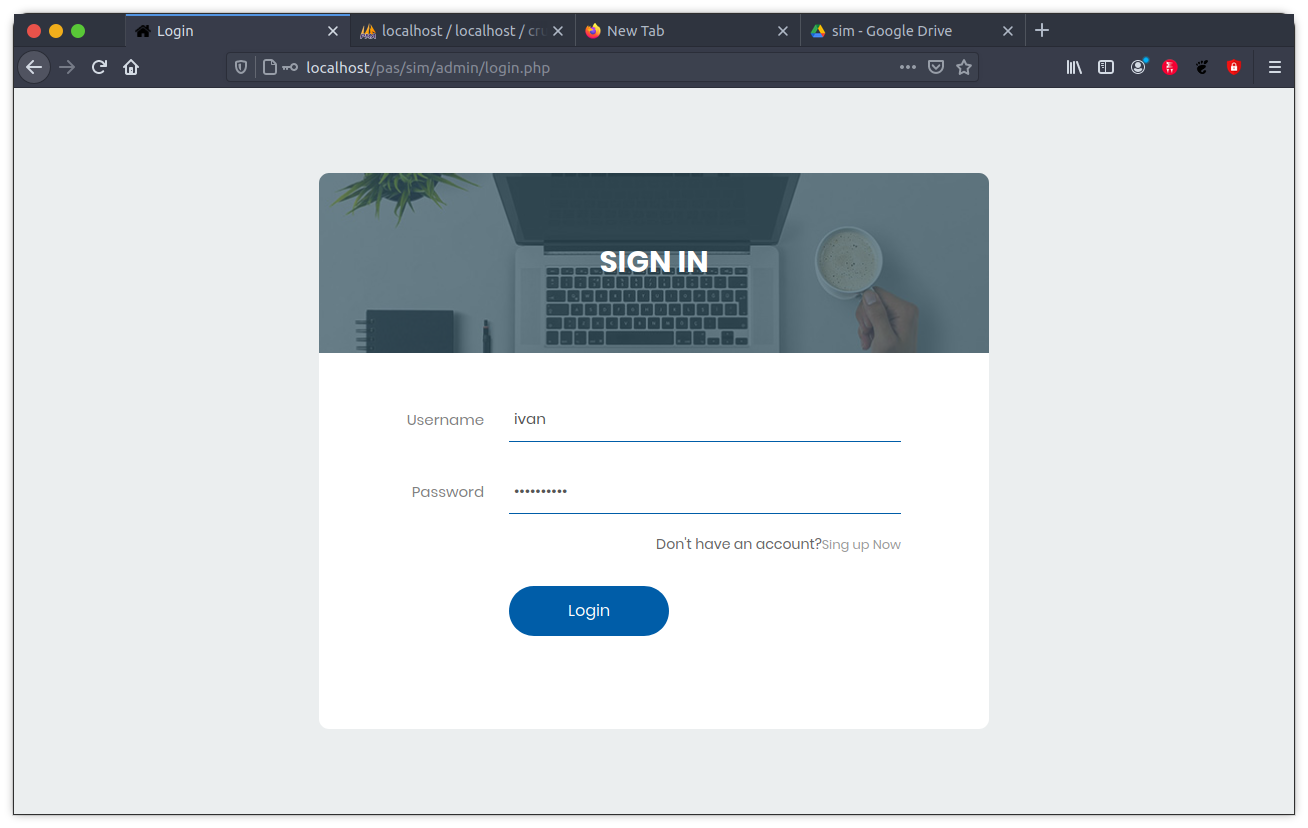 Login
localhost / localhost / cru
New Tab
sim - Google Drive
localhost/pas/sim/admin/login.php
SIGN IN
Username
ivan
Password
••••••••••
Don't have an account?Sing up Now
Login